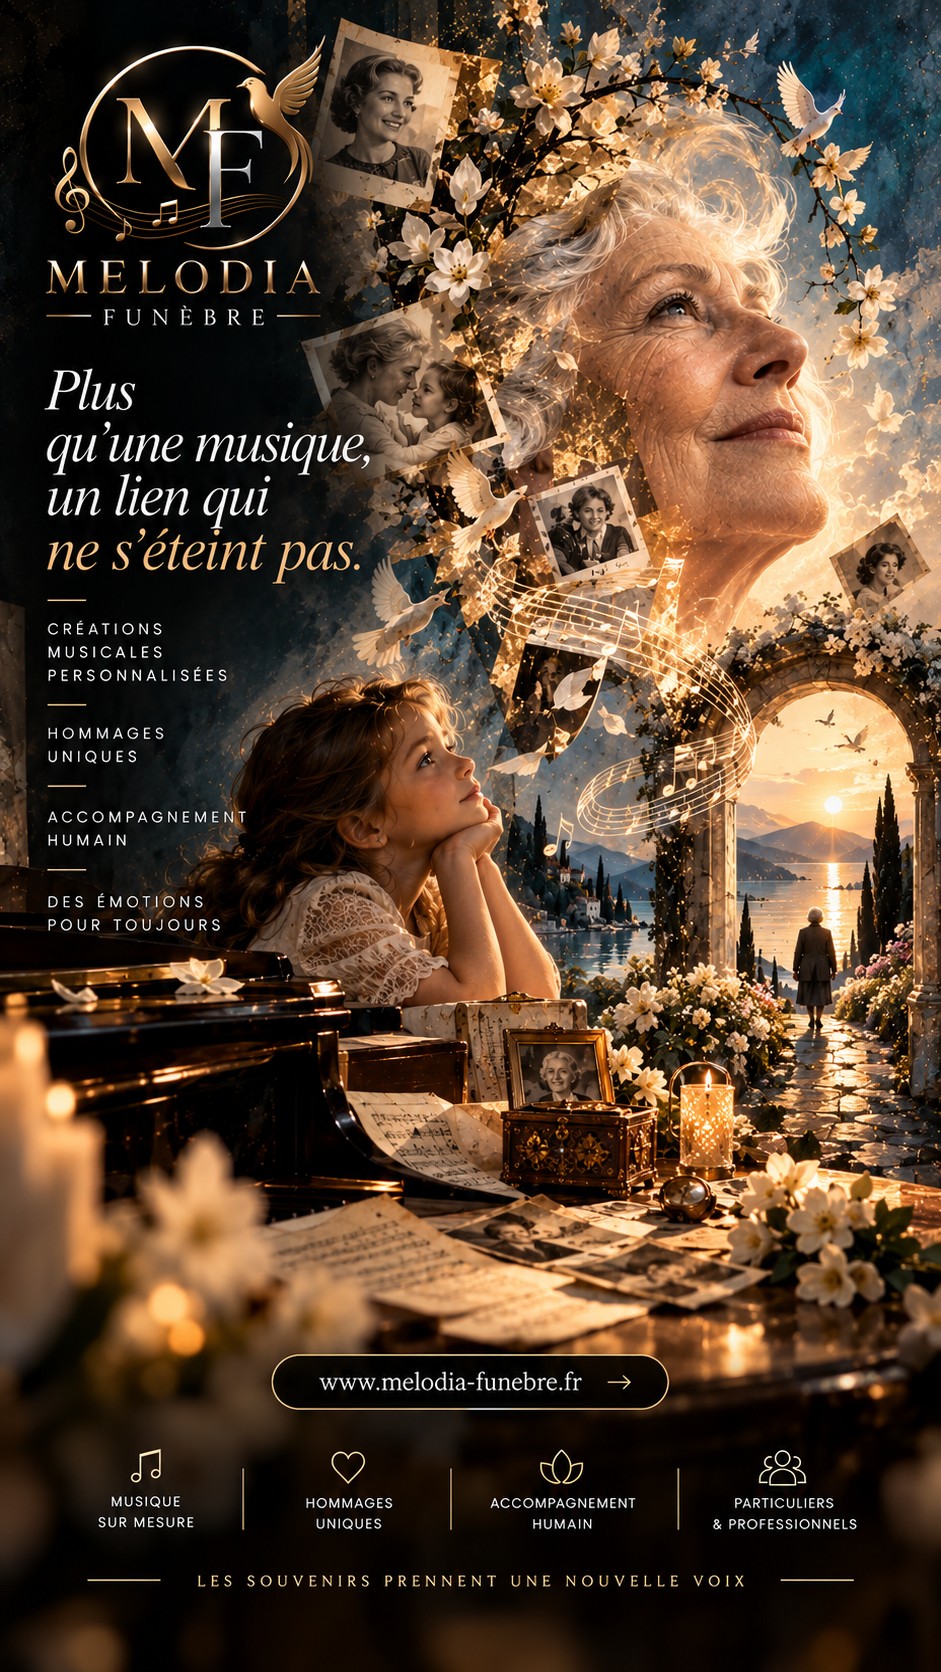 MF
MELODIA
FUNÈBRE
Plus
qu'une musique,
un lien qui
ne s'éteint pas.
CRÉATIONS
MUSICALES
PERSONNALISÉES
HOMMAGES
UNIQUES
ACCOMPAGNEMENT
HUMAIN
DES ÉMOTIONS
POUR TOUJOURS
www.melodia-funebre.fr →
MUSIQUE
SUR MESURE
HOMMAGES
UNIQUES
ACCOMPAGNEMENT
HUMAIN
PARTICULIERS
& PROFESSIONNELS
LES SOUVENIRS PRENNENT UNE NOUVELLE VOIX